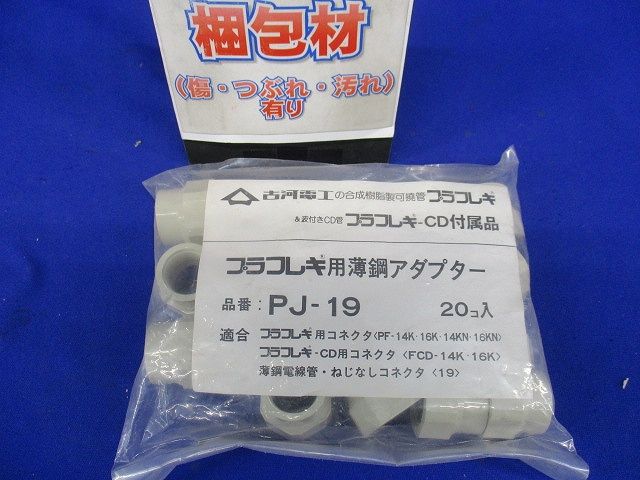 梱包材
(傷・つぶれ・汚れ)
有り
古河電工の合成樹脂製可撓管プラフレキ
&波付きCD管 プラフレキ-CD付属品
プラフレキ用薄鋼アダプター
品番:PJ-19 20コ入
適合 プラフレキ用コネクタ〈PF-14K·16K·14KN·16KN〉
プラフレキ-CD用コネクタ〈FCD-14K·16K〉
薄鋼電線管・ねじなしコネクタ〈19〉